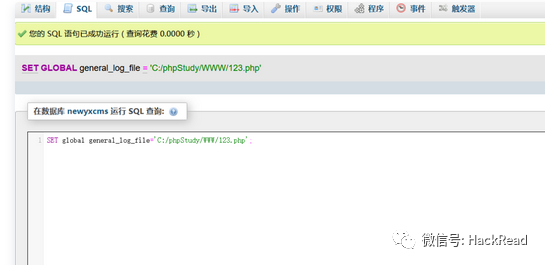 结构 SQL 搜索 查询 导出 导入 操作 权限 程序 事件 触发器
您的 SQL 语句已成功运行 ( 查询花费 0.0000 秒 )
SET GLOBAL general_log_file = 'C:/phpStudy/WWW/123.php'
在数据库 newyxcms 运行 SQL 查询:
1 SET global general_log_file='C:/phpStudy/WWW/123.php'
微信号: HackRead